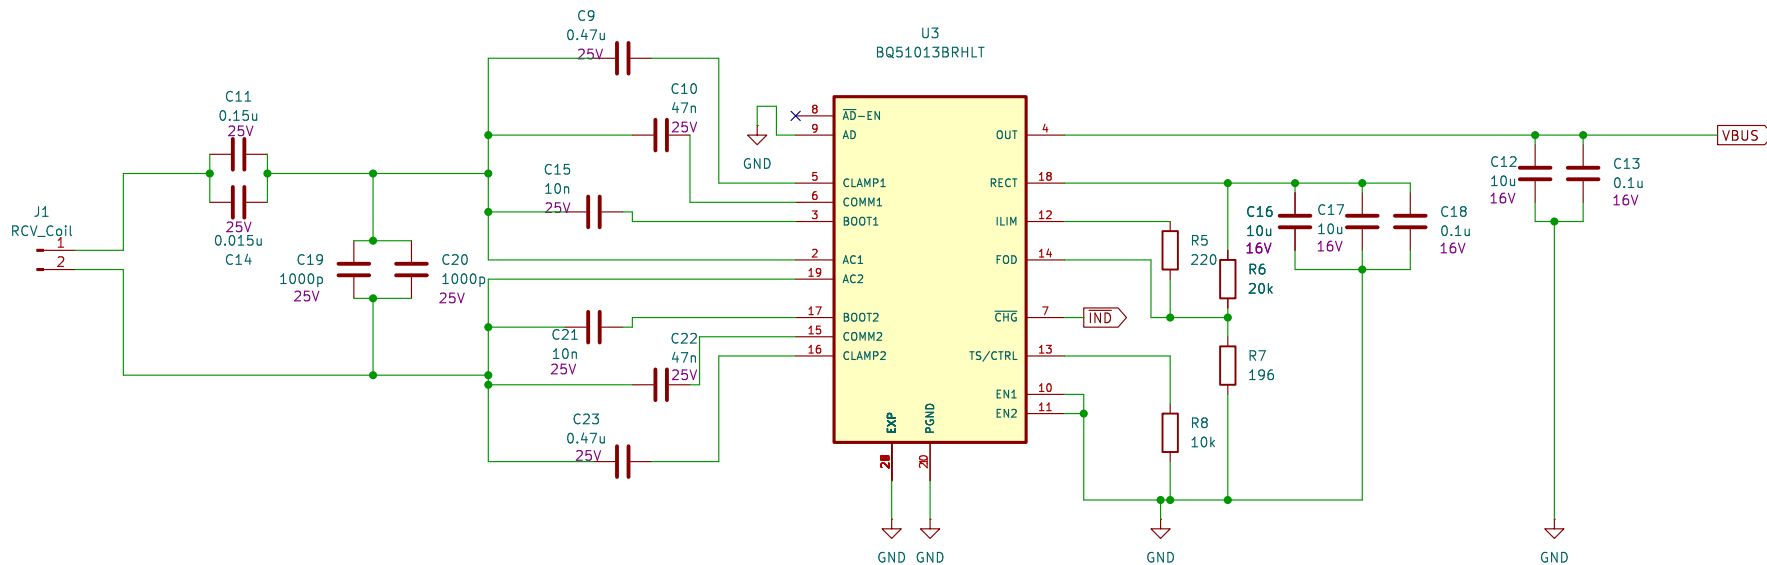 C9
0.47u
25V
U3
BQ51013BRHLT
C10
47n
25V
C11
0.15u
25V
25V
0.015u
C14
8
AD-EN
9
AD
GND
OUT
4
VBUS
C12
10u
16V
C13
0.1u
16V
C15
10n
25V
5
CLAMP1
6
COMM1
3
BOOT1
RECT
18
ILIM
12
FOD
14
C16
10u
16V
C17
10u
16V
C18
0.1u
16V
J1
RCV_Coil
1
2
R5
220
R6
20k
2
AC1
19
AC2
C19
1000p
25V
C20
1000p
25V
17
BOOT2
15
COMM2
16
CLAMP2
CHG
7
IND
C21
10n
25V
C22
47n
25V
TS/CTRL
13
R7
196
EN1
10
EN2
11
C23
0.47u
25V
R8
10k
EXP
PGND
20
GND
GND
GND
GND